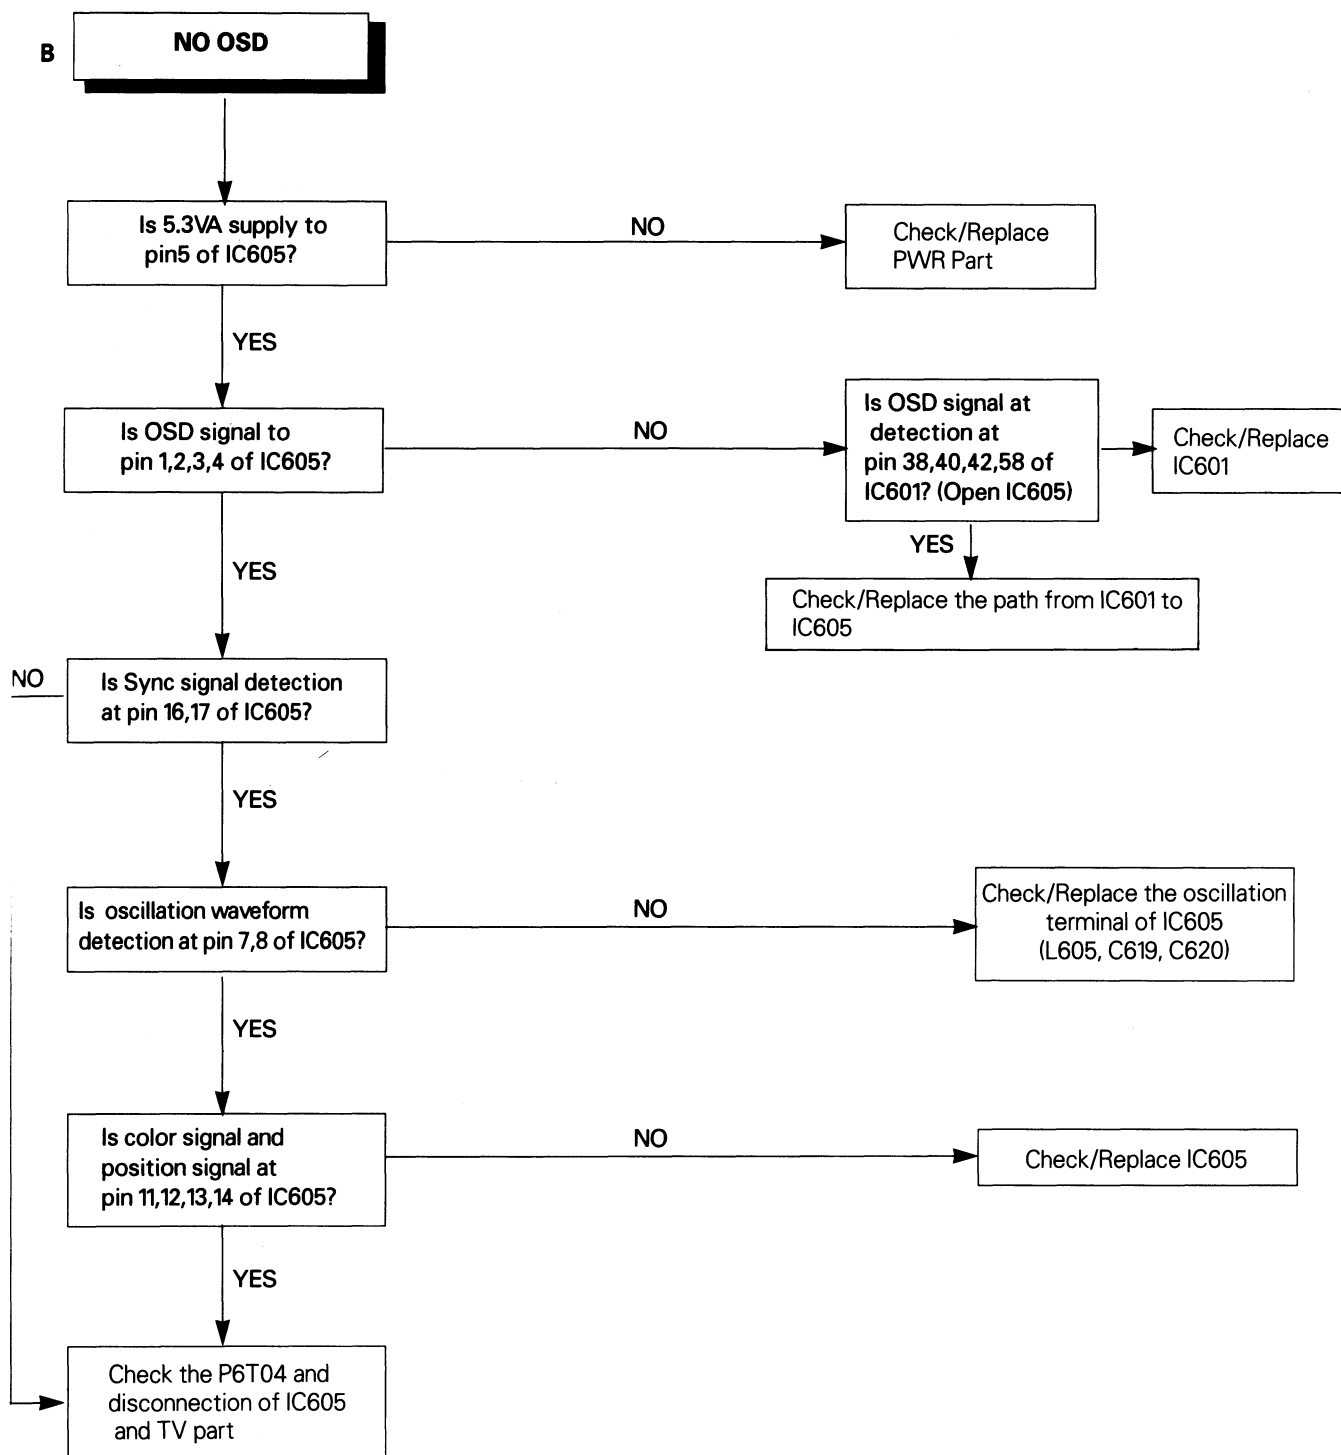 B
NO OSD
Is 5.3VA supply to
pin5 of IC605?
NO
Check/Replace
PWR Part
YES
Is OSD signal to
pin 1,2,3,4 of IC605?
NO
Is OSD signal at
detection at
pin 38,40,42,58 of
IC601? (Open IC605)
Check/Replace
IC601
YES
Check/Replace the path from IC601 to
IC605
YES
NO
Is Sync signal detection
at pin 16,17 of IC605?
YES
Is oscillation waveform
detection at pin 7,8 of IC605?
NO
Check/Replace the oscillation
terminal of IC605
(L605, C619, C620)
YES
Is color signal and
position signal at
pin 11,12,13,14 of IC605?
NO
Check/Replace IC605
YES
Check the P6T04 and
disconnection of IC605
and TV part